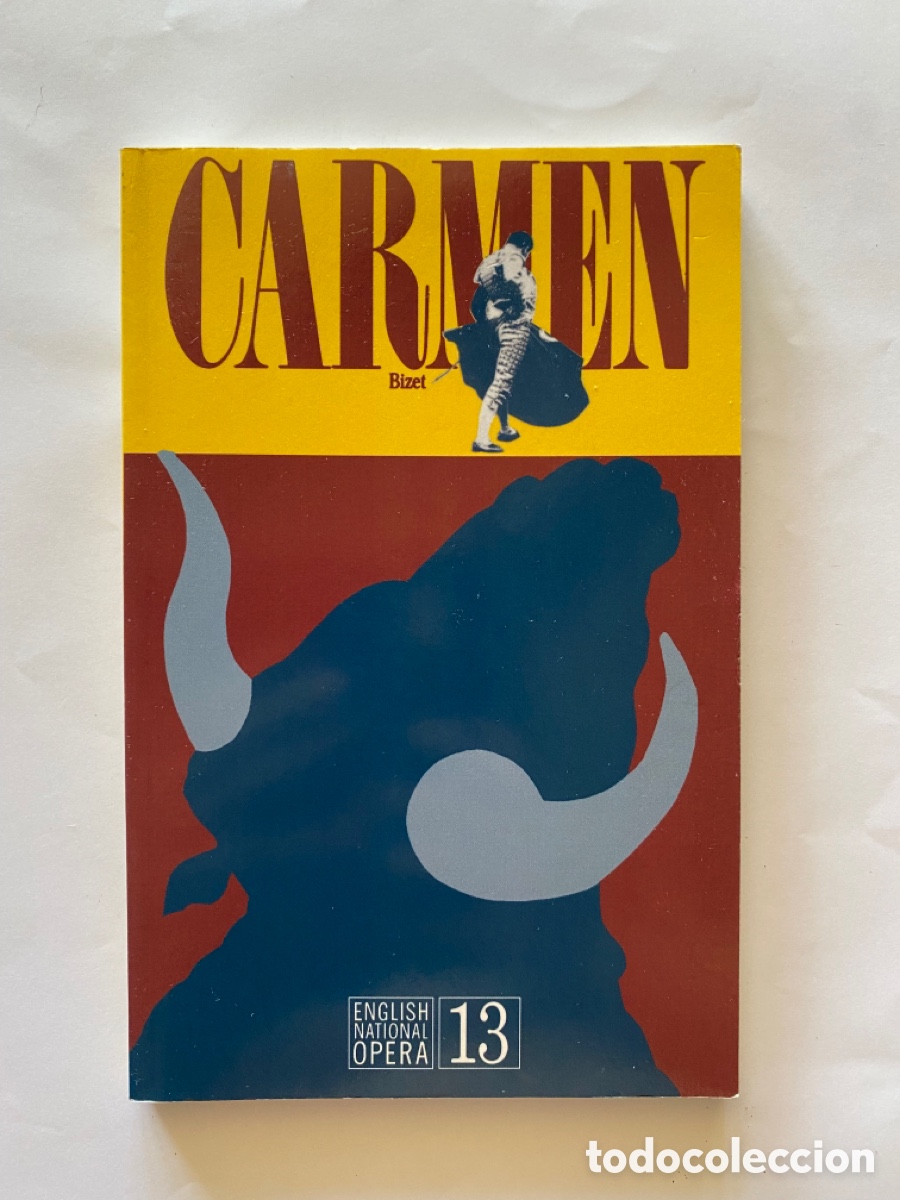 CARMEN
Bizet
ENGLISH
NATIONAL
OPERA
13
todocoleccion